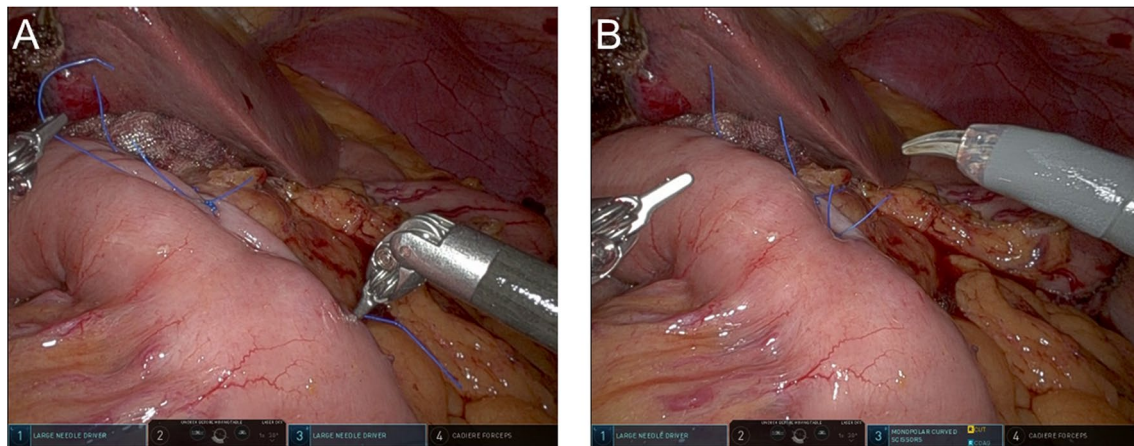 A
B
1 LARGE NEEDLE DRIVER
2
3 LARGE NEEDLE DRIVER
4 CADIERE FORCEPS
1 LARGE NEEDLE DRIVER
2
3 MONOPOLAR CURVED
SCISSORS
CUT
COAG
4 CADIERE FORCEPS